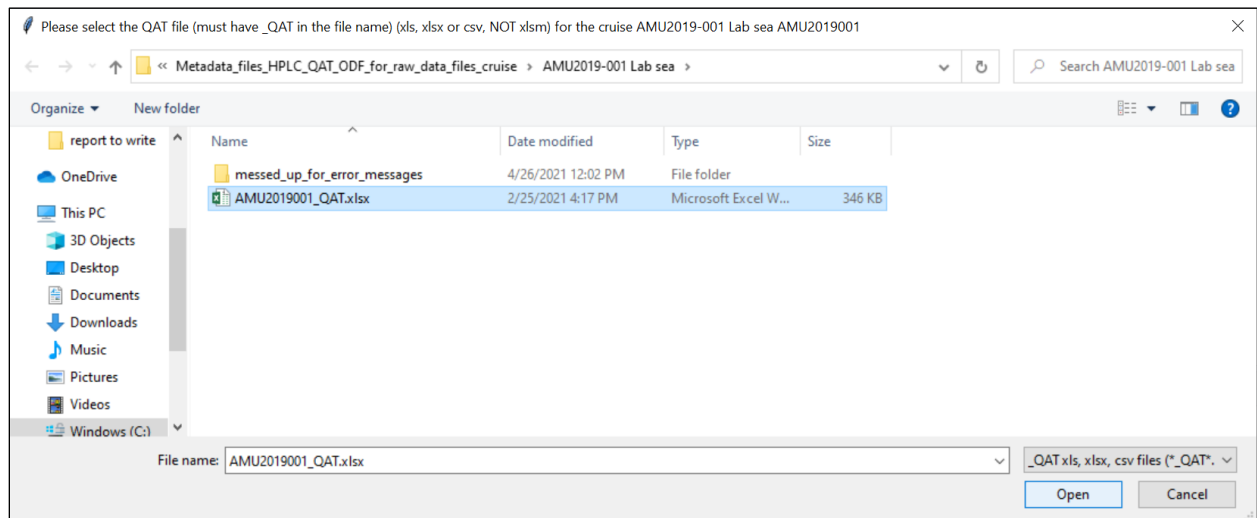 Please select the QAT file (must have _QAT in the file name) (xls, xlsx or csv, NOT xlsm) for the cruise AMU2019-001 Lab sea AMU2019001
« Metadata_files_HPLC_QAT_ODF_for_raw_data_files_cruise › AMU2019-001 Lab sea ›
Search AMU2019-001 Lab sea
Organize
New folder
?
report to write
OneDrive
This PC
3D Objects
Desktop
Documents
Downloads
Music
Pictures
Videos
Windows (C:)
Name Date modified Type Size
messed_up_for_error_messages 4/26/2021 12:02 PM File folder
AMU2019001_QAT.xlsx 2/25/2021 4:17 PM Microsoft Excel W... 346 KB
File name: AMU2019001_QAT.xlsx
_QAT xls, xlsx, csv files (*_QAT*.
Open Cancel